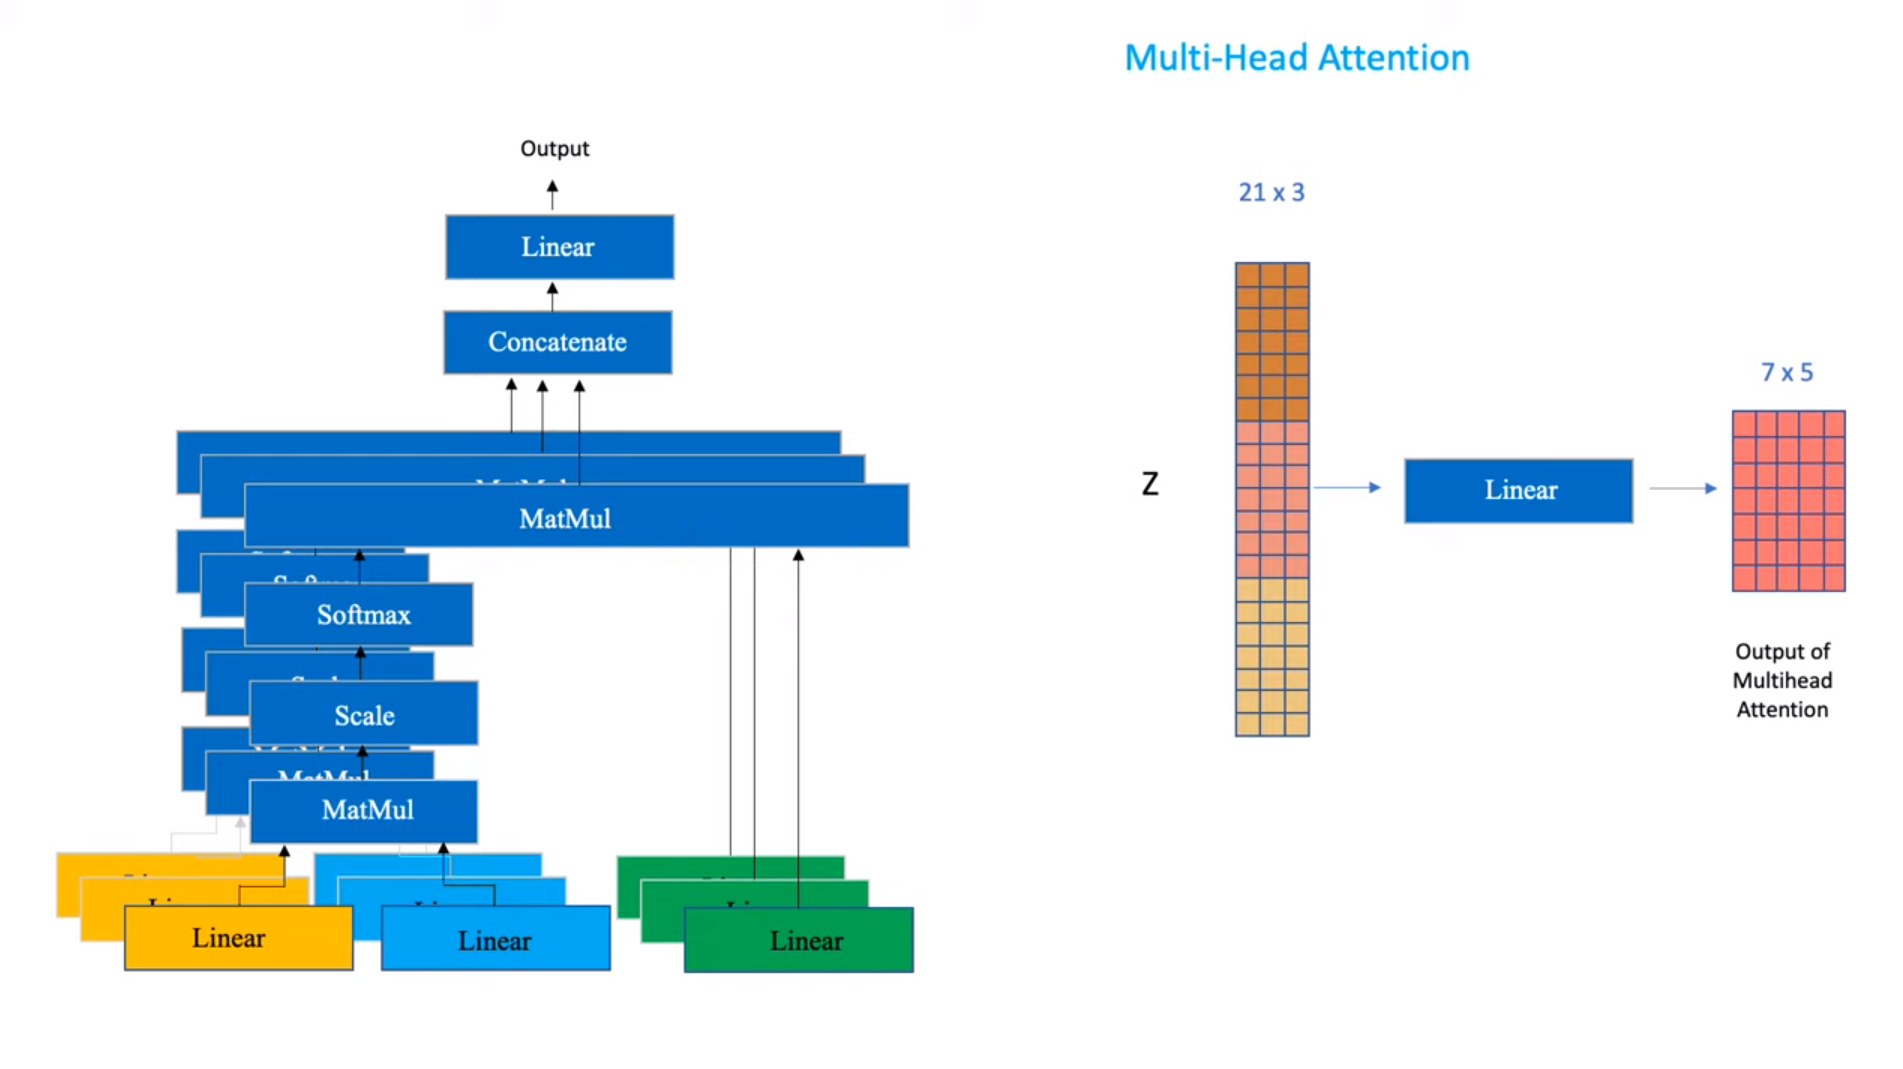 Multi-Head Attention
Output
Linear
Concatenate
MatMul
Softmax
Scale
MatMul
MatMul
Linear
Linear
Linear
21 x 3
Z
Linear
7 x 5
Output of
Multihead
Attention